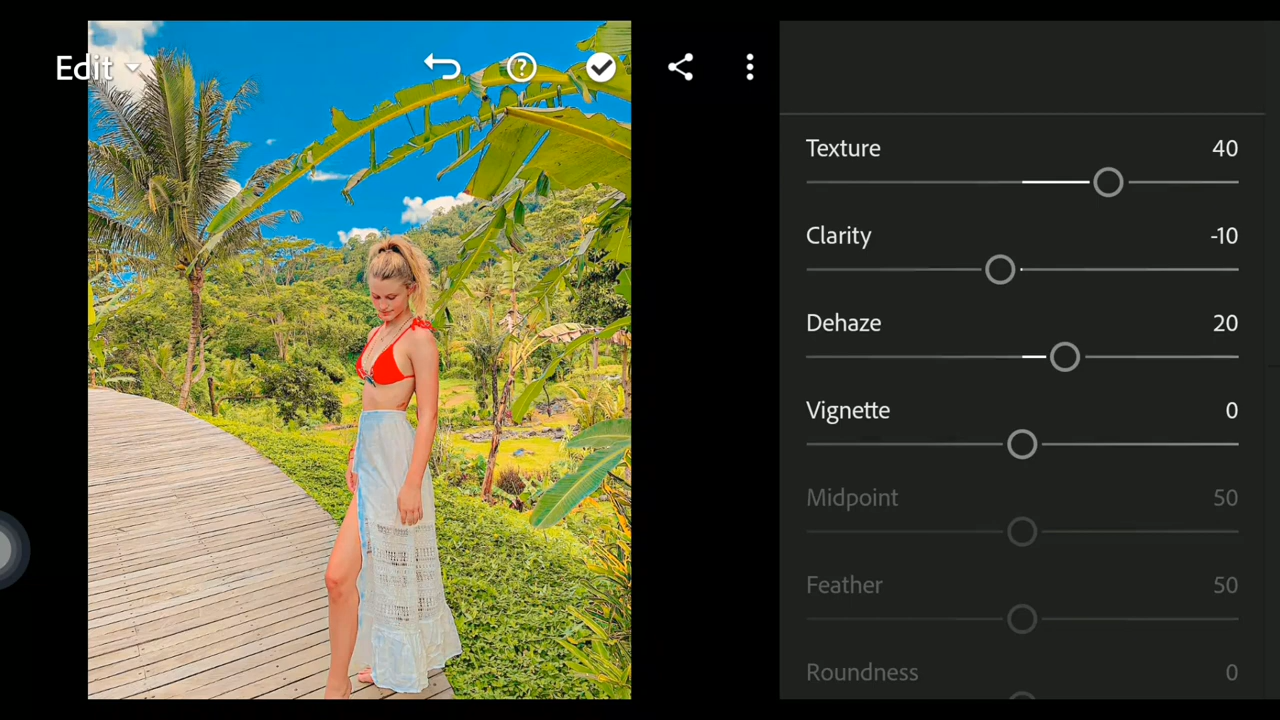 Edit
Texture 40
Clarity -10
Dehaze 20
Vignette 0
Midpoint 50
Feather 50
Roundness 0